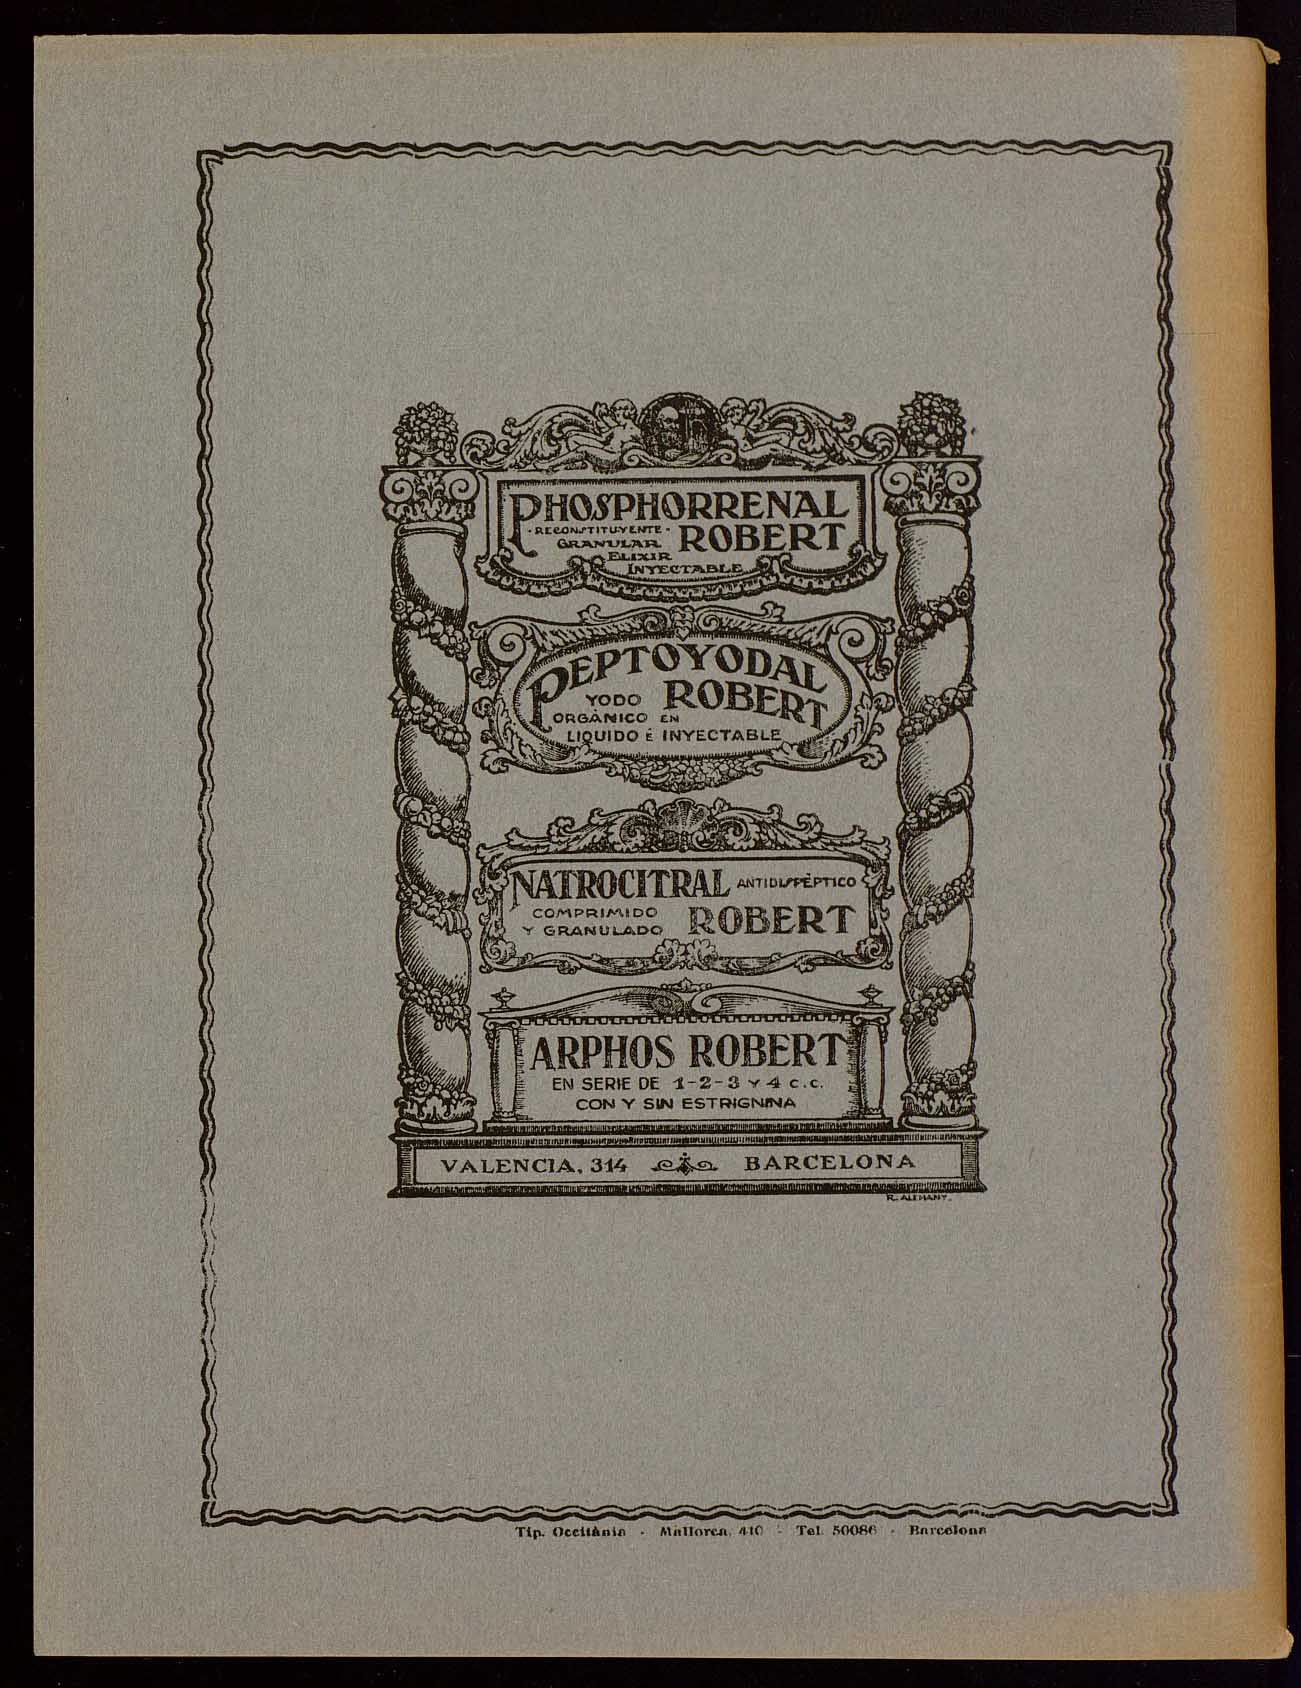 PHOSPHORRENAL
·RECONSTITUYENTE· ROBERT
GRANULAR
ELIXIR
INYECTABLE
PEPTOYODAL
YODO ROBERT
ORGÀNICO EN
LIQUIDO É INYECTABLE
NATROCITRAL ANTIDISPÈPTICO
COMPRIMIDO
Y GRANULADO ROBERT
ARPHOS ROBERT
EN SERIE DE 1-2-3 Y 4 C.C.
CON Y SIN ESTRIGNINA
VALENCIA, 314 BARCELONA
R. ALEMANY.
Tip. Occitània - Mallorca, 410 - Tel. 50086 - Barcelona